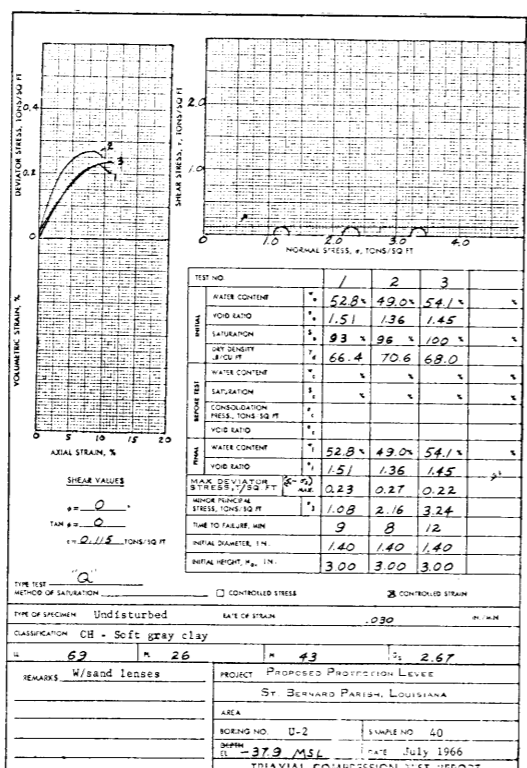 DEVIATOR STRESS, TONS/SQ FT
0.4
0.2
0
2
3
1
SHEAR STRESS, τ, TONS/SQ FT
2.0
1.0
0
1.0 2.0 3.0 4.0
NORMAL STRESS, σ, TONS/SQ FT
VOLUMETRIC STRAIN, %
0 5 10 15 20
AXIAL STRAIN, %
TEST NO. 1 2 3
INITIAL
WATER CONTENT 52.8 % 49.0 % 54.1 % %
VOID RATIO 1.51 1.36 1.45
SATURATION 93 % 96 % 100 % %
DRY DENSITY LB/CU FT 66.4 70.6 68.0
BEFORE TEST
WATER CONTENT % % % %
SATURATION % % % %
CONSOLIDATION PRESS., TONS/SQ FT
VOID RATIO
FINAL
WATER CONTENT 52.8 % 49.0 % 54.1 %
VOID RATIO 1.51 1.36 1.45
MAX DEVIATOR STRESS, T/SQ FT MAX. 0.23 0.27 0.22
MINOR PRINCIPAL STRESS, TONS/SQ FT 1.08 2.16 3.24
TIME TO FAILURE, MIN 9 8 12
INITIAL DIAMETER, IN. 1.40 1.40 1.40
INITIAL HEIGHT, H₀, IN. 3.00 3.00 3.00
SHEAR VALUES
φ = 0 °
TAN φ = 0
c = 0.115 TONS/SQ FT
TYPE TEST "Q"
METHOD OF SATURATION
CONTROLLED STRESS
CONTROLLED STRAIN
TYPE OF SPECIMEN Undisturbed RATE OF STRAIN .030 IN/MIN
CLASSIFICATION CH - Soft gray clay
LL 69 PL 26 PI 43 Gs 2.67
REMARKS W/sand lenses
PROJECT PROPOSED PROTECTION LEVEE
ST. BERNARD PARISH, LOUISIANA
AREA
BORING NO. U-2 SAMPLE NO. 40
DEPTH
EL -37.9 MSL DATE July 1966
TRIAXIAL COMPRESSION TEST REPORT